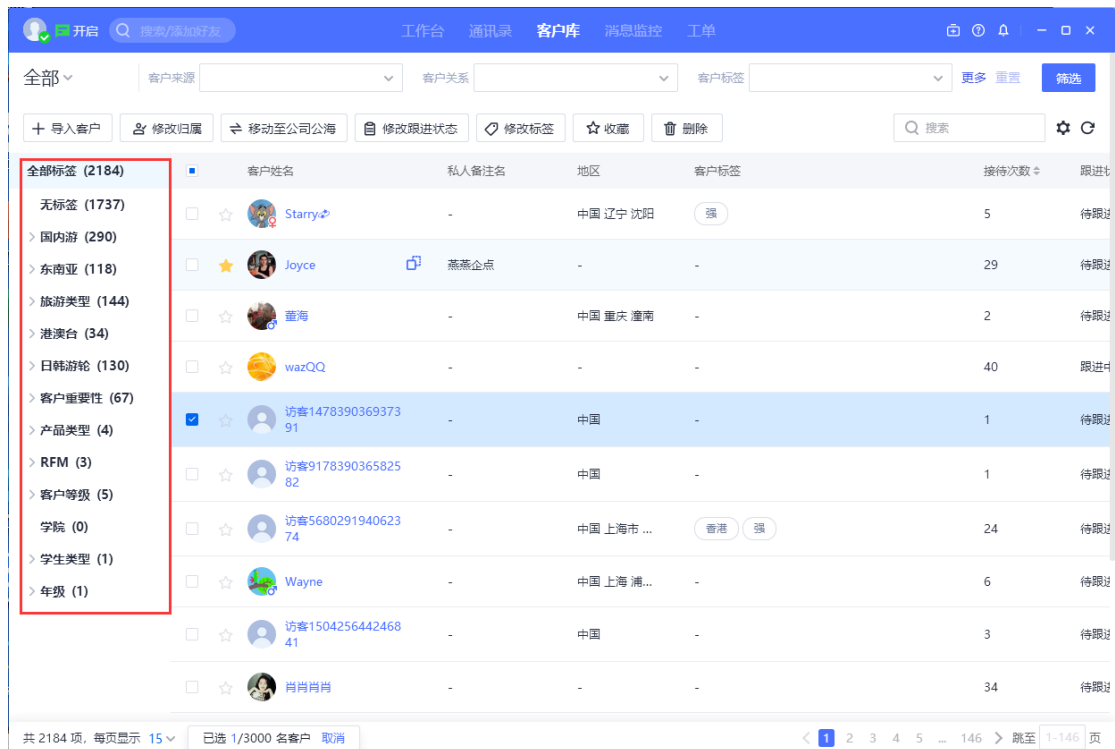 开启 搜索/添加好友 工作台 通讯录 客户库 消息监控 工单
全部 客户来源 客户关系 客户标签 更多 重置 筛选
导入客户 修改归属 移动至公司公海 修改跟进状态 修改标签 收藏 删除 搜索
全部标签 (2184)
无标签 (1737)
国内游 (290)
东南亚 (118)
旅游类型 (144)
港澳台 (34)
日韩游轮 (130)
客户重要性 (67)
产品类型 (4)
RFM (3)
客户等级 (5)
学院 (0)
学生类型 (1)
年级 (1)
客户姓名 私人备注名 地区 客户标签 接待次数 跟进
Starry - 中国 辽宁 沈阳 强 5 待跟进
Joyce 燕燕企点 - - 29 待跟进
董海 - 中国 重庆 潼南 - 2 待跟进
wazQQ - - - 40 跟进中
访客1478390369373
91 - 中国 - 1 待跟进
访客9178390365825
82 - 中国 - 1 待跟进
访客5680291940623
74 - 中国 上海市 ... 香港 强 24 待跟进
Wayne - 中国 上海 浦... - 6 待跟进
访客1504256442468
41 - 中国 - 3 待跟进
肖肖肖肖 - - - 34 待跟进
共 2184 项, 每页显示 15 已选 1/3000 名客户 取消 1 2 3 4 5 ... 146 跳至 1-146 页